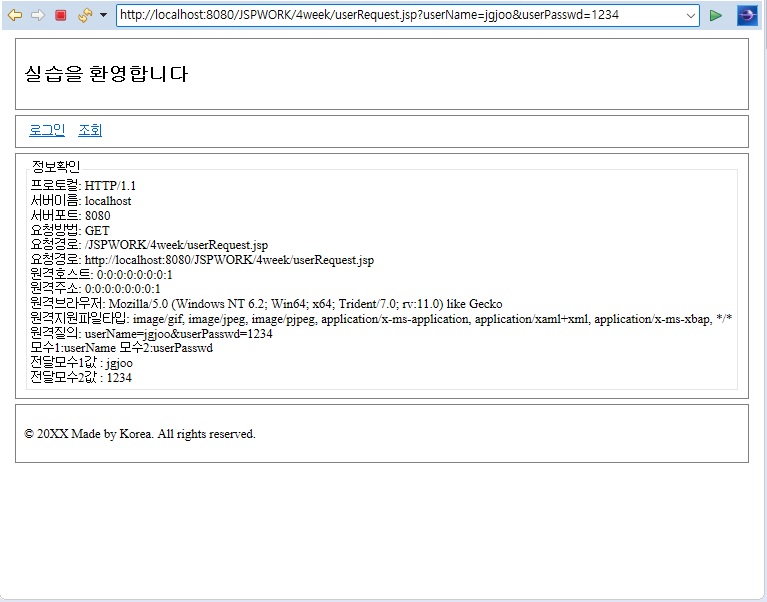 http://localhost:8080/JSPWORK/4week/userRequest.jsp?userName=jgjoo&userPasswd=1234
실습을 환영합니다
로그인 조회
정보확인
프로토컬: HTTP/1.1
서버이름: localhost
서버포트: 8080
요청방법: GET
요청경로: /JSPWORK/4week/userRequest.jsp
요청경로: http://localhost:8080/JSPWORK/4week/userRequest.jsp
원격호스트: 0:0:0:0:0:0:0:1
원격주소: 0:0:0:0:0:0:0:1
원격브라우저: Mozilla/5.0 (Windows NT 6.2; Win64; x64; Trident/7.0; rv:11.0) like Gecko
원격지원파일타입: image/gif, image/jpeg, image/pjpeg, application/x-ms-application, application/xaml+xml, application/x-ms-xbap, */*
원격질의: userName=jgjoo&userPasswd=1234
모수1:userName 모수2:userPasswd
전달모수1값 : jgjoo
전달모수2값 : 1234
© 20XX Made by Korea. All rights reserved.